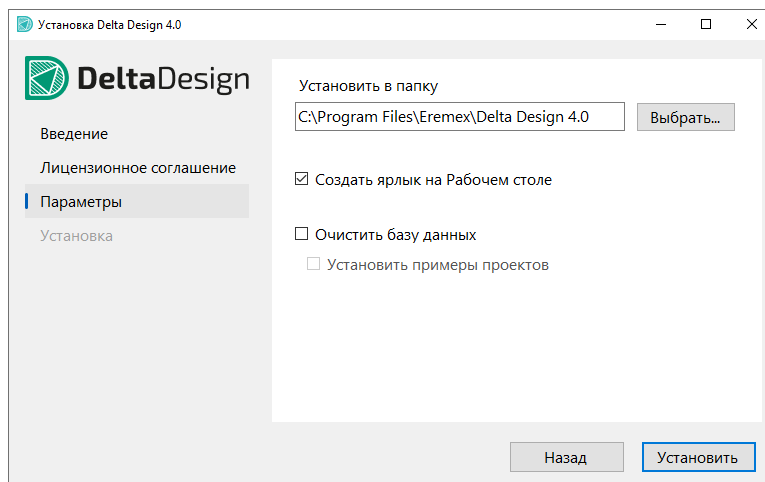 Установка Delta Design 4.0
DeltaDesign
Введение
Лицензионное соглашение
Параметры
Установка
Установить в папку
C:\Program Files\Eremex\Delta Design 4.0
Выбрать...
Создать ярлык на Рабочем столе
Очистить базу данных
Установить примеры проектов
Назад
Установить